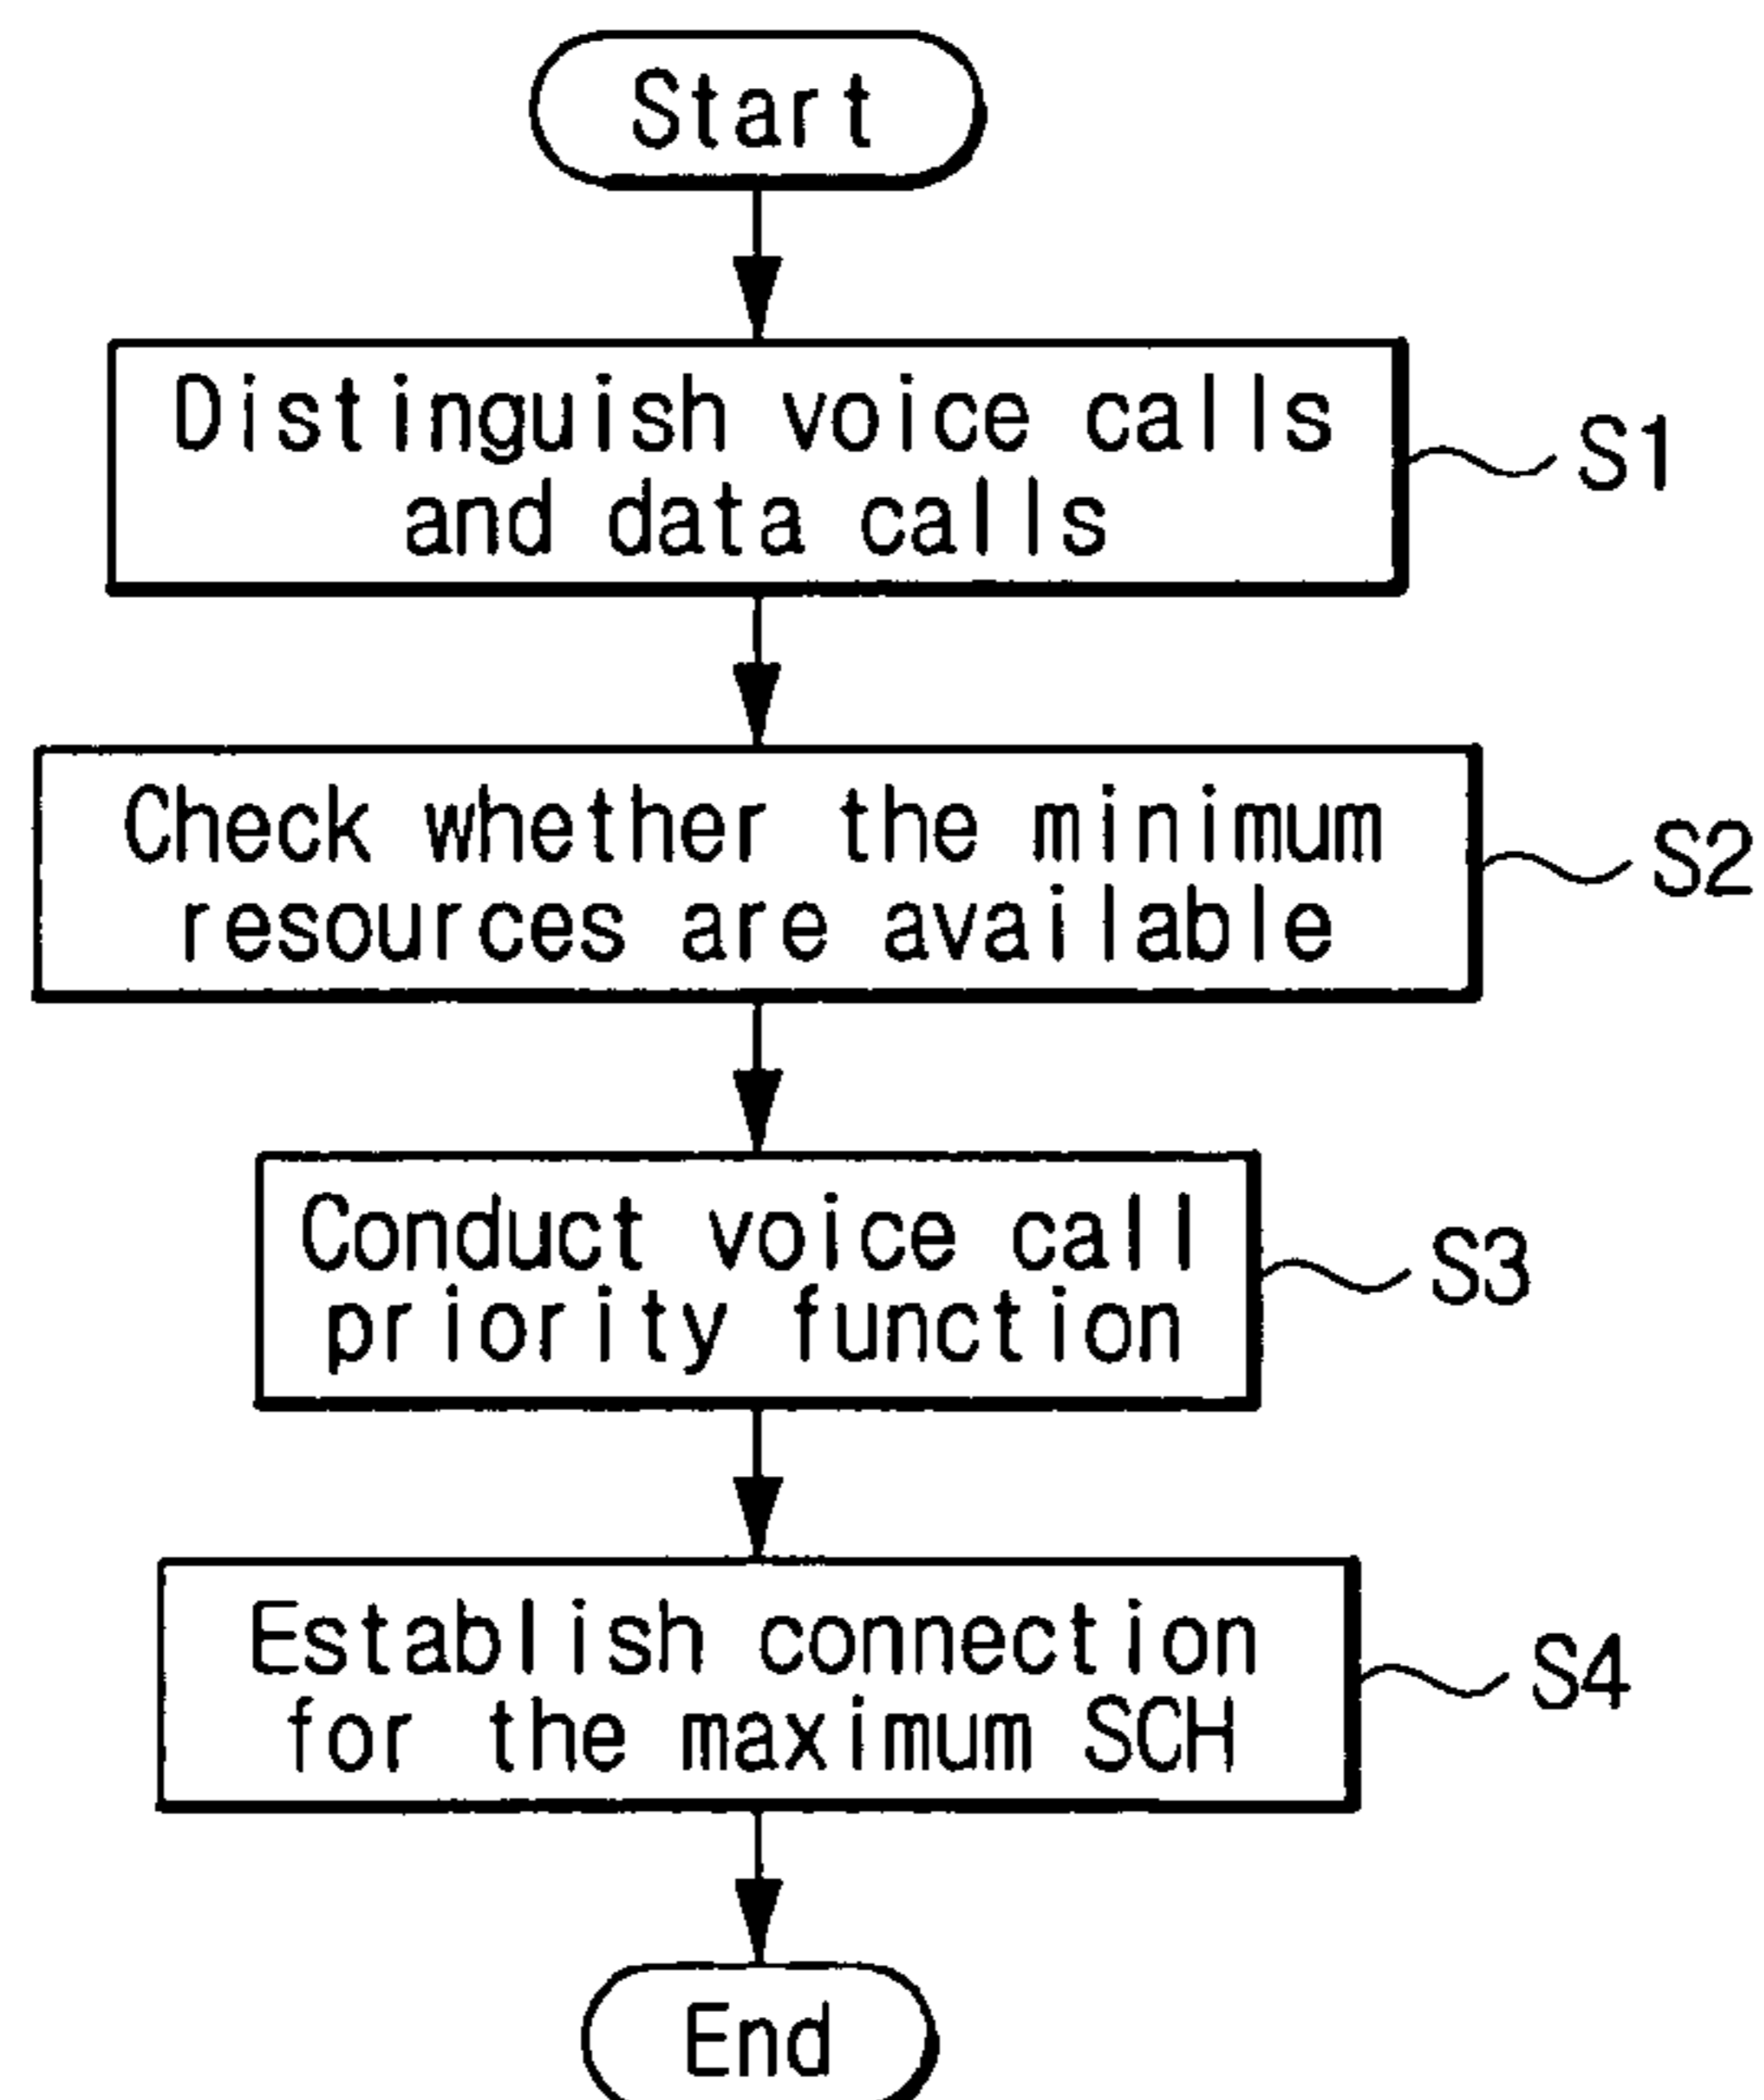 Start
Distinguish voice calls
and data calls
S1
Check whether the minimum
resources are available
S2
Conduct voice call
priority function
S3
Establish connection
for the maximum SCH
S4
End